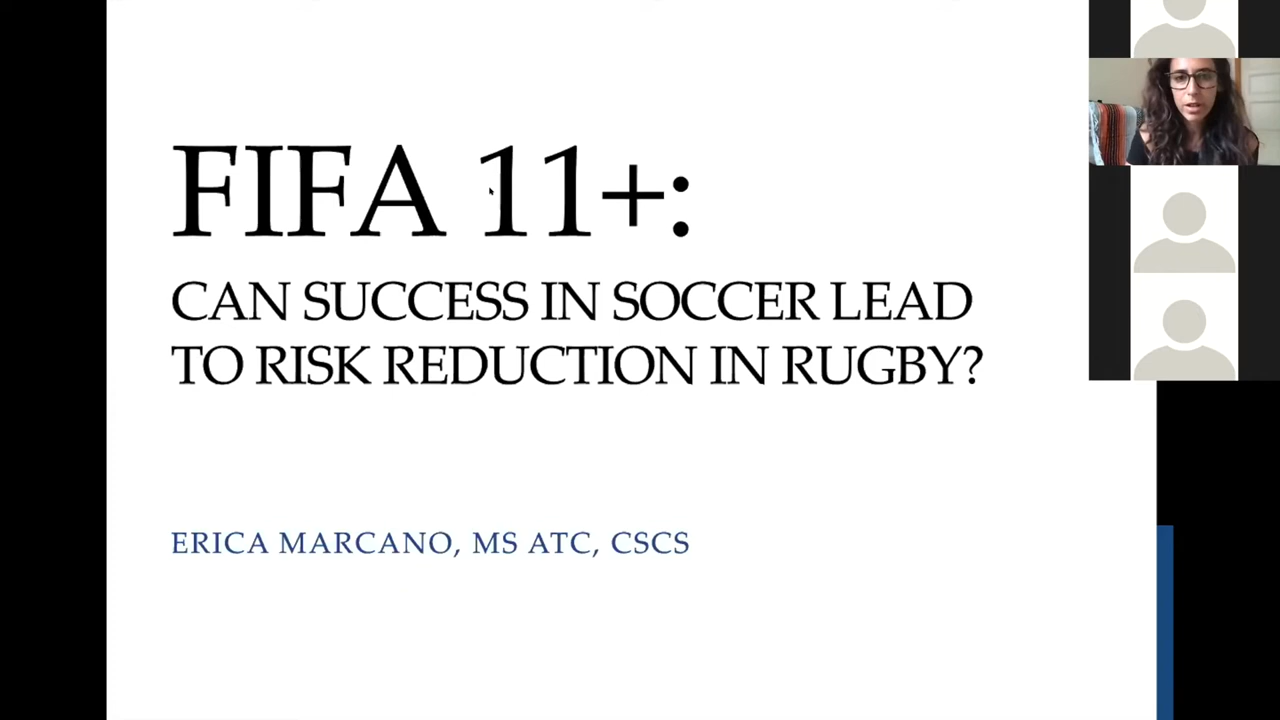 FIFA 11+:
CAN SUCCESS IN SOCCER LEAD
TO RISK REDUCTION IN RUGBY?
ERICA MARCANO, MS ATC, CSCS